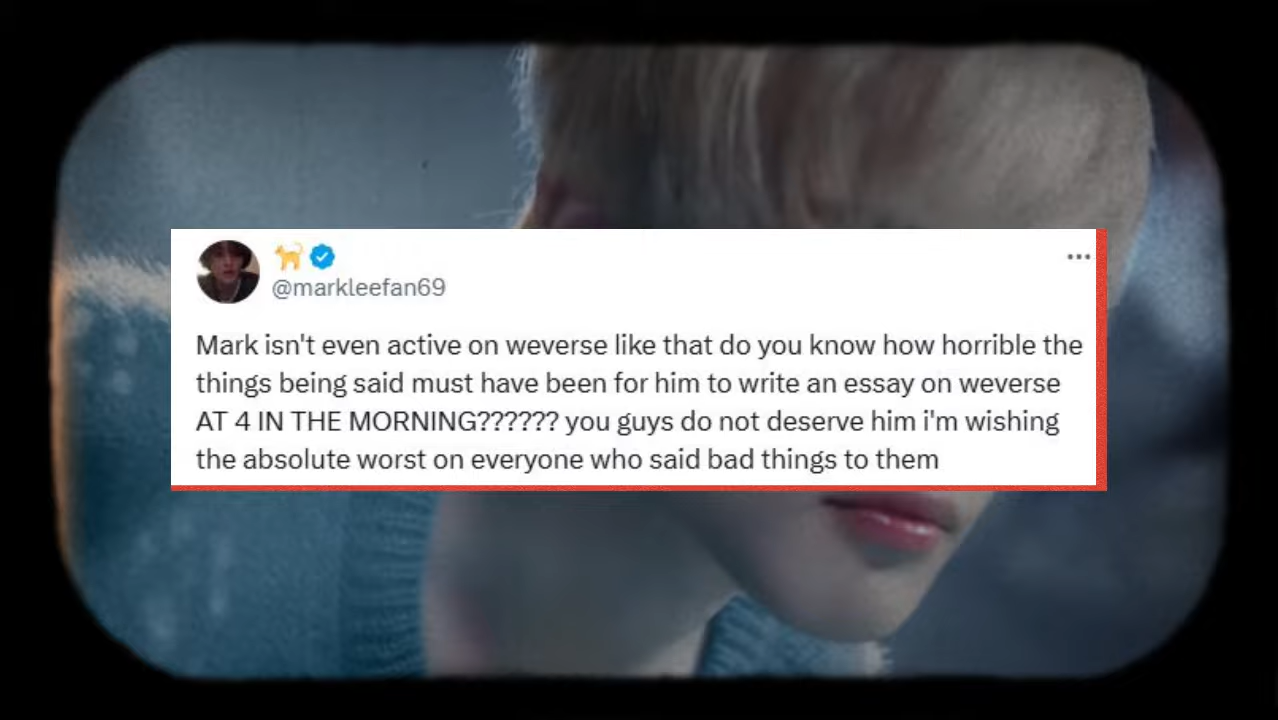 🐈
@markleefan69
Mark isn't even active on weverse like that do you know how horrible the
things being said must have been for him to write an essay on weverse
AT 4 IN THE MORNING?????? you guys do not deserve him i'm wishing
the absolute worst on everyone who said bad things to them